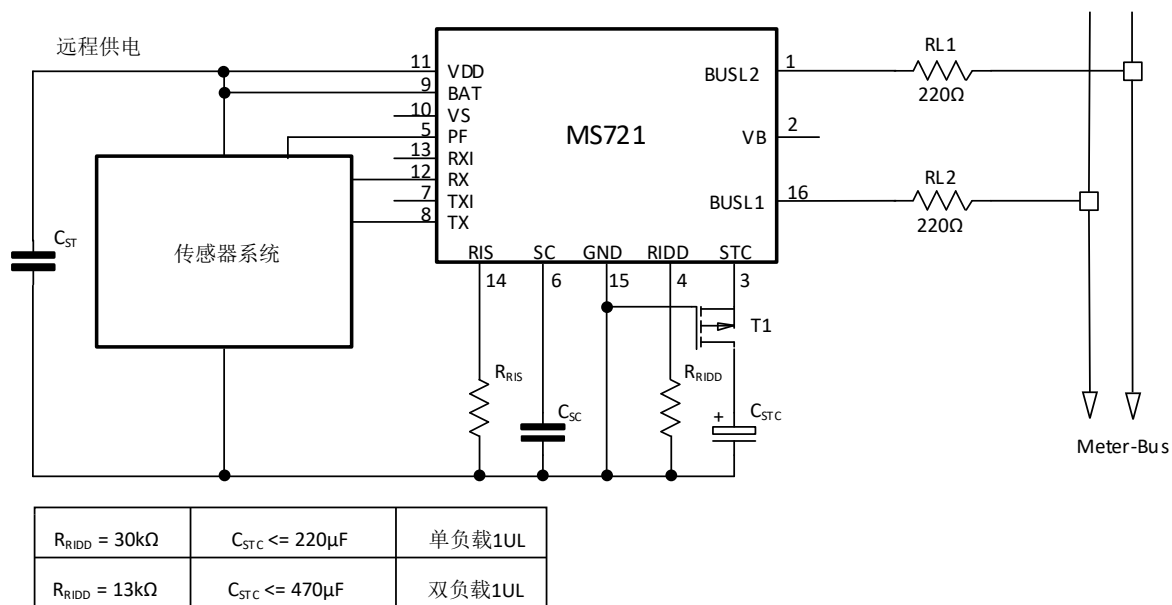 远程供电
11
VDD
9
BAT
10
VS
5
PF
13
RXI
12
RX
7
TXI
8
TX
MS721
BUSL2
1
VB
2
BUSL1
16
RL1
220Ω
RL2
220Ω
RIS
SC
GND
RIDD
STC
14
6
15
4
3
C_ST
传感器系统
T1
R_RIS
C_SC
R_RIDD
+
C_STC
Meter-Bus
R_RIDD = 30kΩ
C_STC <= 220μF
单负载1UL
R_RIDD = 13kΩ
C_STC <= 470μF
双负载1UL